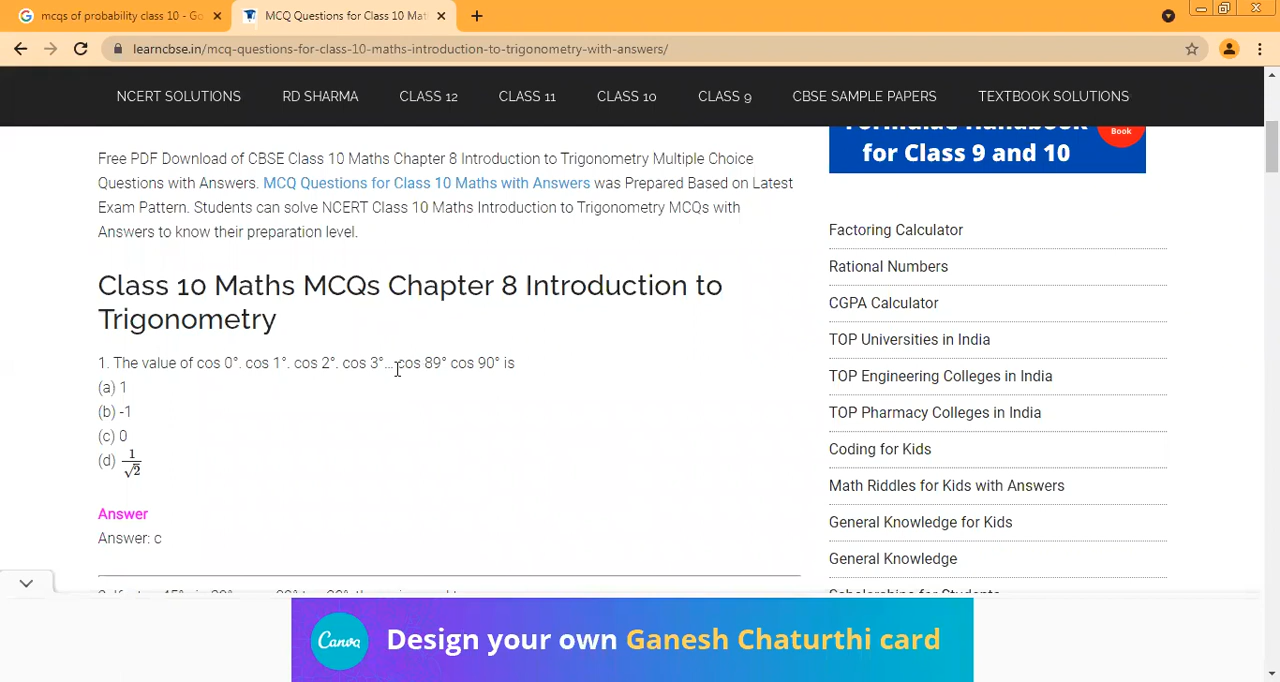 mcqs of probability class 10 - Go
MCQ Questions for Class 10 Mat
learncbse.in/mcq-questions-for-class-10-maths-introduction-to-trigonometry-with-answers/
NCERT SOLUTIONS RD SHARMA CLASS 12 CLASS 11 CLASS 10 CLASS 9 CBSE SAMPLE PAPERS TEXTBOOK SOLUTIONS
Free PDF Download of CBSE Class 10 Maths Chapter 8 Introduction to Trigonometry Multiple Choice
Questions with Answers. MCQ Questions for Class 10 Maths with Answers was Prepared Based on Latest
Exam Pattern. Students can solve NCERT Class 10 Maths Introduction to Trigonometry MCQs with
Answers to know their preparation level.
Class 10 Maths MCQs Chapter 8 Introduction to
Trigonometry
1. The value of cos 0°. cos 1°. cos 2°. cos 3°… cos 89° cos 90° is
(a) 1
(b) -1
(c) 0
(d) 1/√2
Answer
Answer: c
Formulae Handbook
for Class 9 and 10
Book
Factoring Calculator
Rational Numbers
CGPA Calculator
TOP Universities in India
TOP Engineering Colleges in India
TOP Pharmacy Colleges in India
Coding for Kids
Math Riddles for Kids with Answers
General Knowledge for Kids
General Knowledge
Scholarships for Students
Canva
Design your own Ganesh Chaturthi card